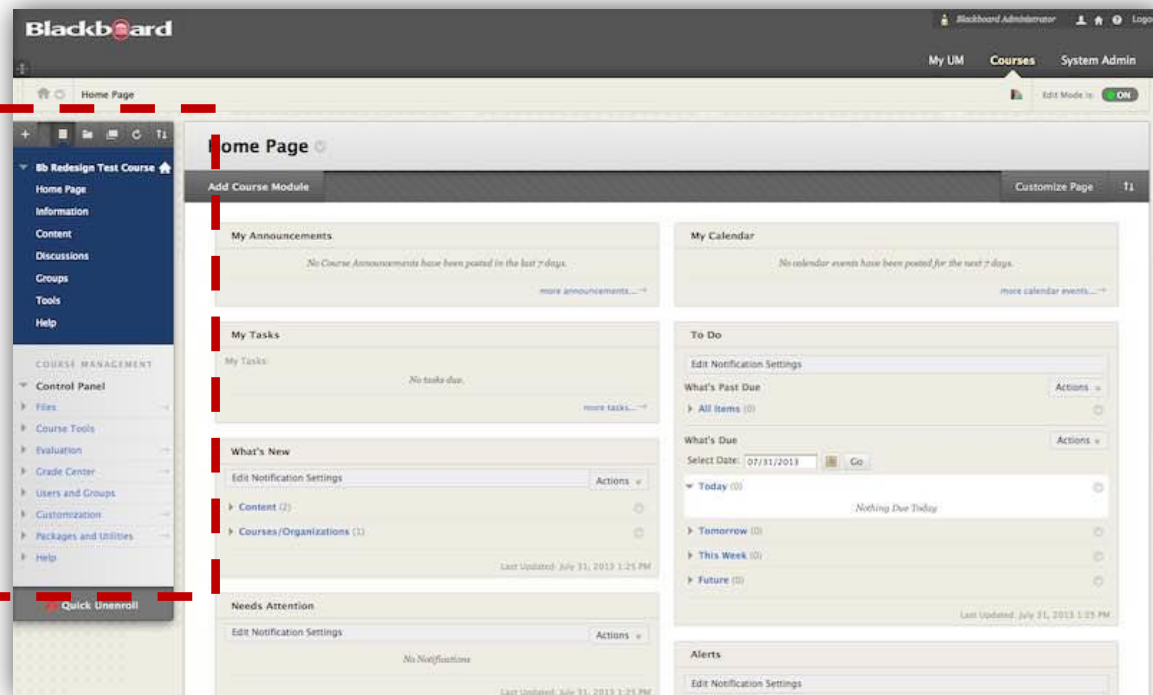 Blackboard
Blackboard Administrator
Logo
My UM
Courses
System Admin
Home Page
Edit Mode is: ON
Bb Redesign Test Course
Home Page
Information
Content
Discussions
Groups
Tools
Help
COURSE MANAGEMENT
Control Panel
Files
Course Tools
Evaluation
Grade Center
Users and Groups
Customization
Packages and Utilities
Help
Quick Unenroll
Home Page
Add Course Module
Customize Page
My Announcements
No Course Announcements have been posted in the last 7 days.
more announcements...
My Tasks
My Tasks:
No tasks due.
more tasks...
What's New
Edit Notification Settings
Actions
Content (2)
Courses/Organizations (1)
Last Updated: July 31, 2013 1:25 PM
Needs Attention
Edit Notification Settings
Actions
No Notifications
Last Updated: July 31, 2013 1:25 PM
My Calendar
No calendar events have been posted for the next 7 days.
more calendar events...
To Do
Edit Notification Settings
What's Past Due
Actions
All Items (0)
What's Due
Actions
Select Date: 07/31/2013 Go
Today (0)
Nothing Due Today
Tomorrow (0)
This Week (0)
Future (0)
Last Updated: July 31, 2013 1:25 PM
Alerts
Edit Notification Settings